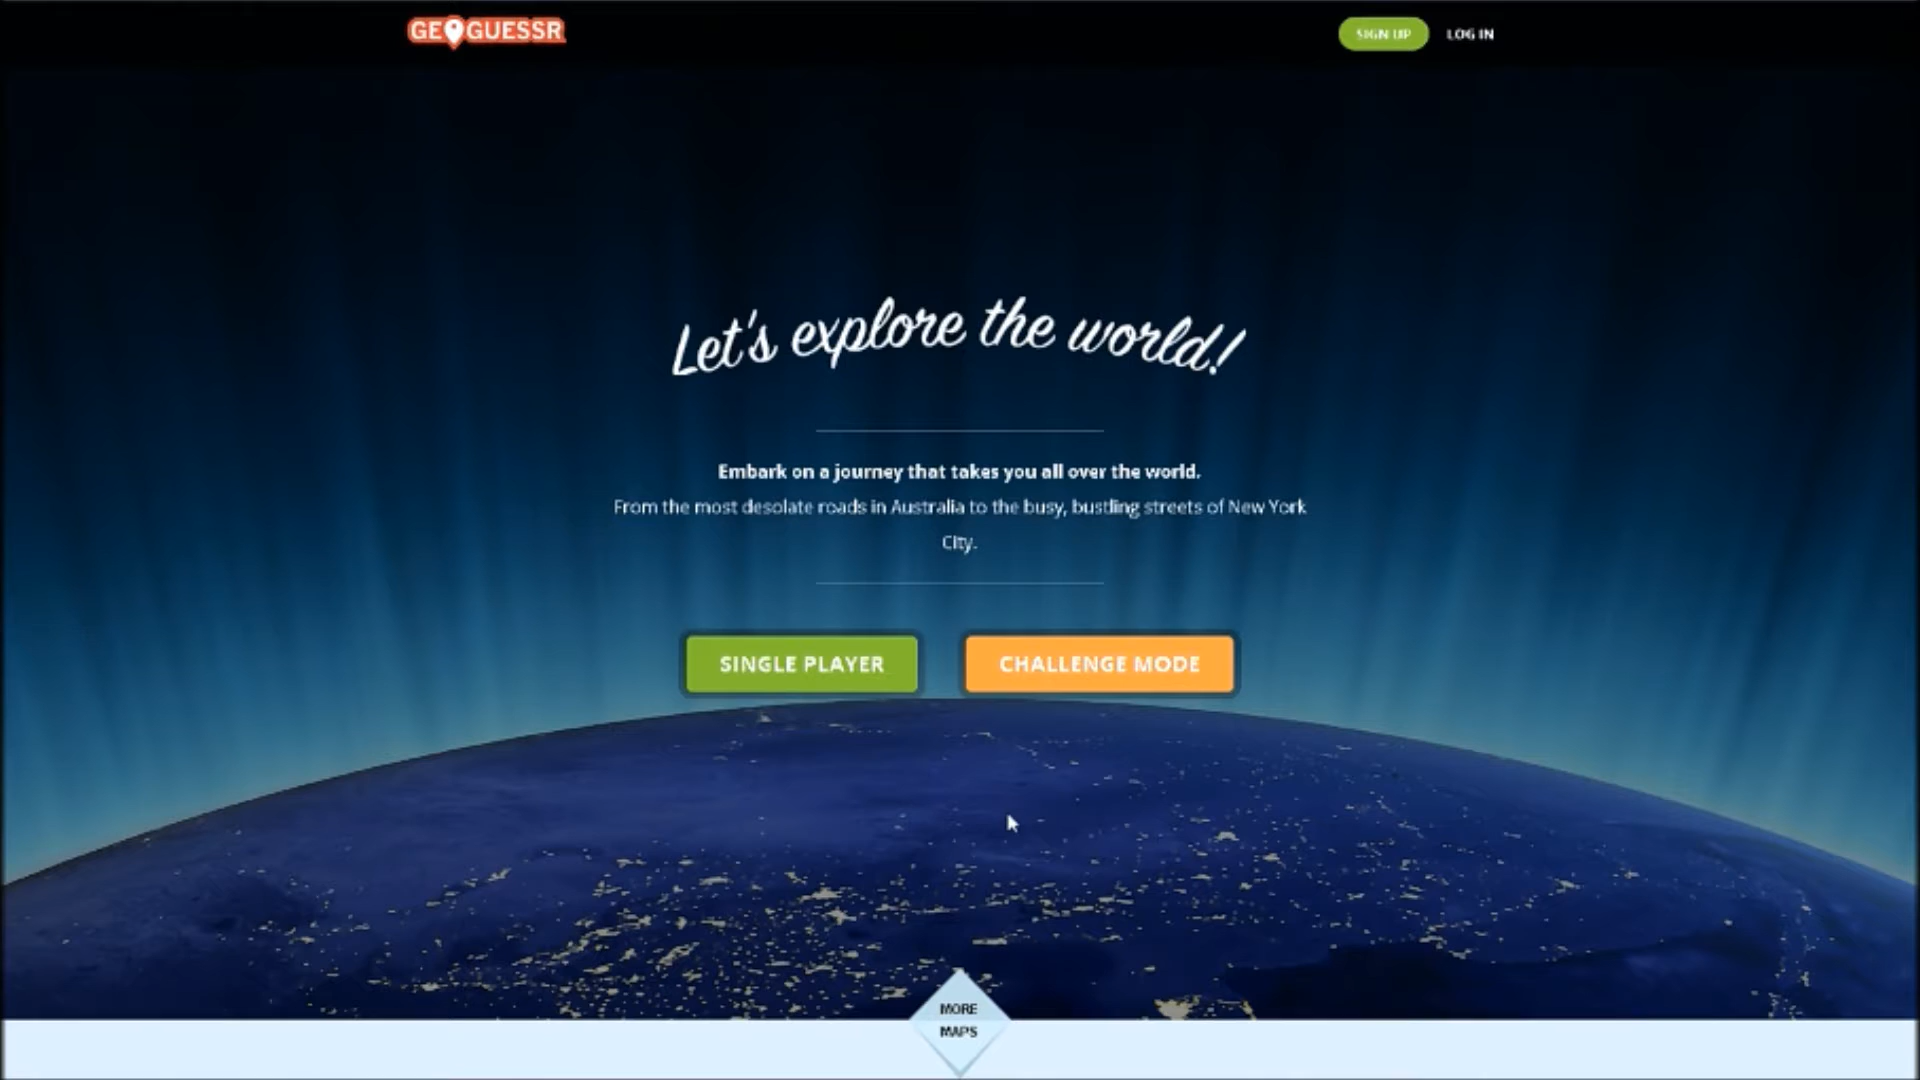 GEOGUESSR
SIGN UP
LOG IN
Let's explore the world!
Embark on a journey that takes you all over the world.
From the most desolate roads in Australia to the busy, bustling streets of New York
City.
SINGLE PLAYER
CHALLENGE MODE
MORE
MAPS